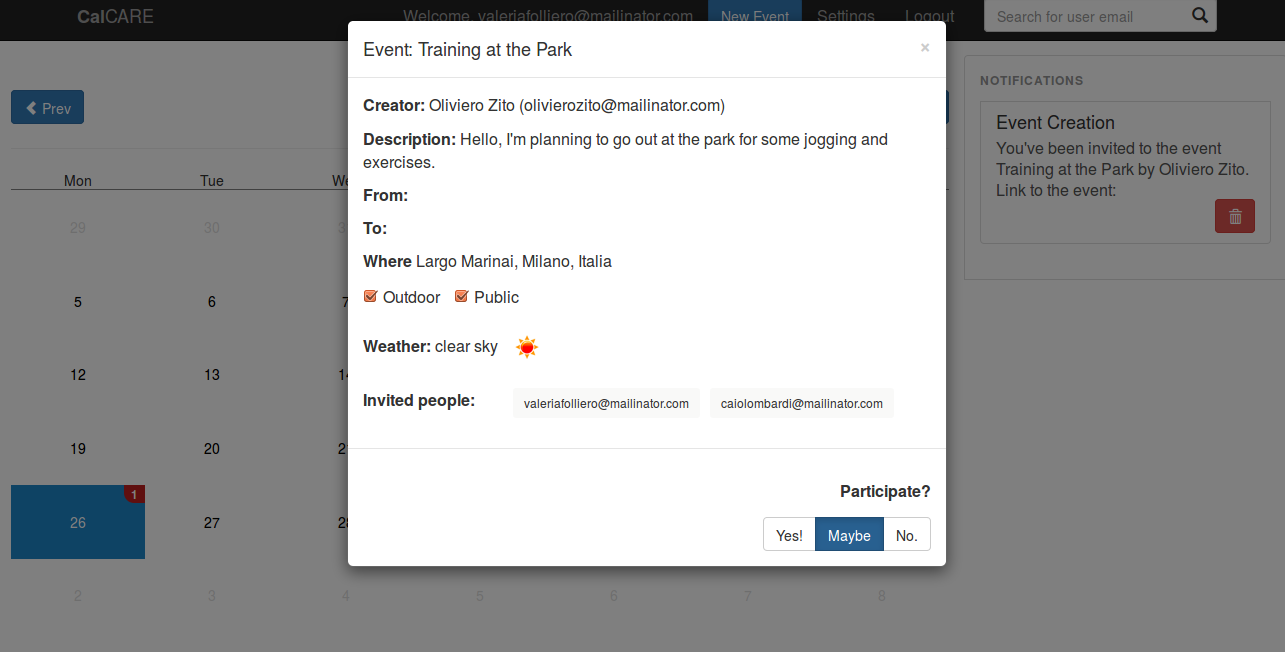 CalCARE
Welcome, valeriafolliero@mailinator.com
New Event
Settings
Logout
Search for user email
Event: Training at the Park
×
Creator: Oliviero Zito (olivierozito@mailinator.com)
Description: Hello, I'm planning to go out at the park for some jogging and
exercises.
From:
To:
Where Largo Marinai, Milano, Italia
Outdoor Public
Weather: clear sky
Invited people: valeriafolliero@mailinator.com caiolombardi@mailinator.com
Participate?
Yes! Maybe No.
Prev
Mon Tue We
29 30 3
5 6 7
12 13 1
19 20 2
1
26 27 28
2 3 4 5 6 7 8
NOTIFICATIONS
Event Creation
You've been invited to the event
Training at the Park by Oliviero Zito.
Link to the event: